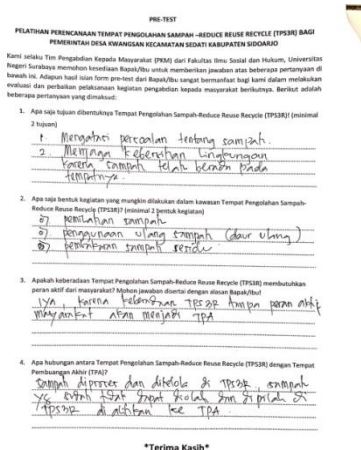 PRE-TEST
PELATIHAN PERENCANAAN TEMPAT PENGOLAHAN SAMPAH –REDUCE REUSE RECYCLE (TPS3R) BAGI
PEMERINTAH DESA KWANGSAN KECAMATAN SEDATI KABUPATEN SIDOARJO
Kami selaku Tim Pengabdian Kepada Masyarakat (PKM) dari Fakultas Ilmu Sosial dan Hukum, Universitas
Negeri Surabaya memohon kesediaan Bapak/Ibu untuk memberikan jawaban atas beberapa pertanyaan di
bawah ini. Adapun hasil isian form pre-test dari Bapak/Ibu sangat bermanfaat bagi kami dalam melakukan
evaluasi dan perbaikan pelaksanaan kegiatan pengabdian kepada masyarakat berikutnya. Berikut adalah
beberapa pertanyaan yang dimaksud:
1. Apa saja tujuan dibentuknya Tempat Pengolahan Sampah-Reduce Reuse Recycle (TPS3R)! (minimal
2 tujuan)
1. Mengatasi persoalan tentang sampah.
2. Menjaga Kebersihan Lingkungan
Karena sampah telah berada pada
tempatnya.
2. Apa saja bentuk kegiatan yang mungkin dilakukan dalam kawasan Tempat Pengolahan Sampah-
Reduce Reuse Recycle (TPS3R)! (minimal 2 bentuk kegiatan)
pemilahan sampah
penggunaan ulang sampah (daur ulang)
sampah residu
3. Apakah keberadaan Tempat Pengolahan Sampah-Reduce Reuse Recycle (TPS3R) membutuhkan
peran aktif dari masyarakat? Mohon jawaban disertai dengan alasan Bapak/Ibu!
IYA, karena keberadaan TPS3R tanpa peran aktif
masyarakat akan menjadi TPA
4. Apa hubungan antara Tempat Pengolahan Sampah-Reduce Reuse Recycle (TPS3R) dengan Tempat
Pembuangan Akhir (TPA)?
Sampah diproses dan dikelola di TPS3R, sampah
yg sudah tidak dapat diolah dan dipilah di
TPS3R di alihkan ke TPA.
*Terima Kasih*